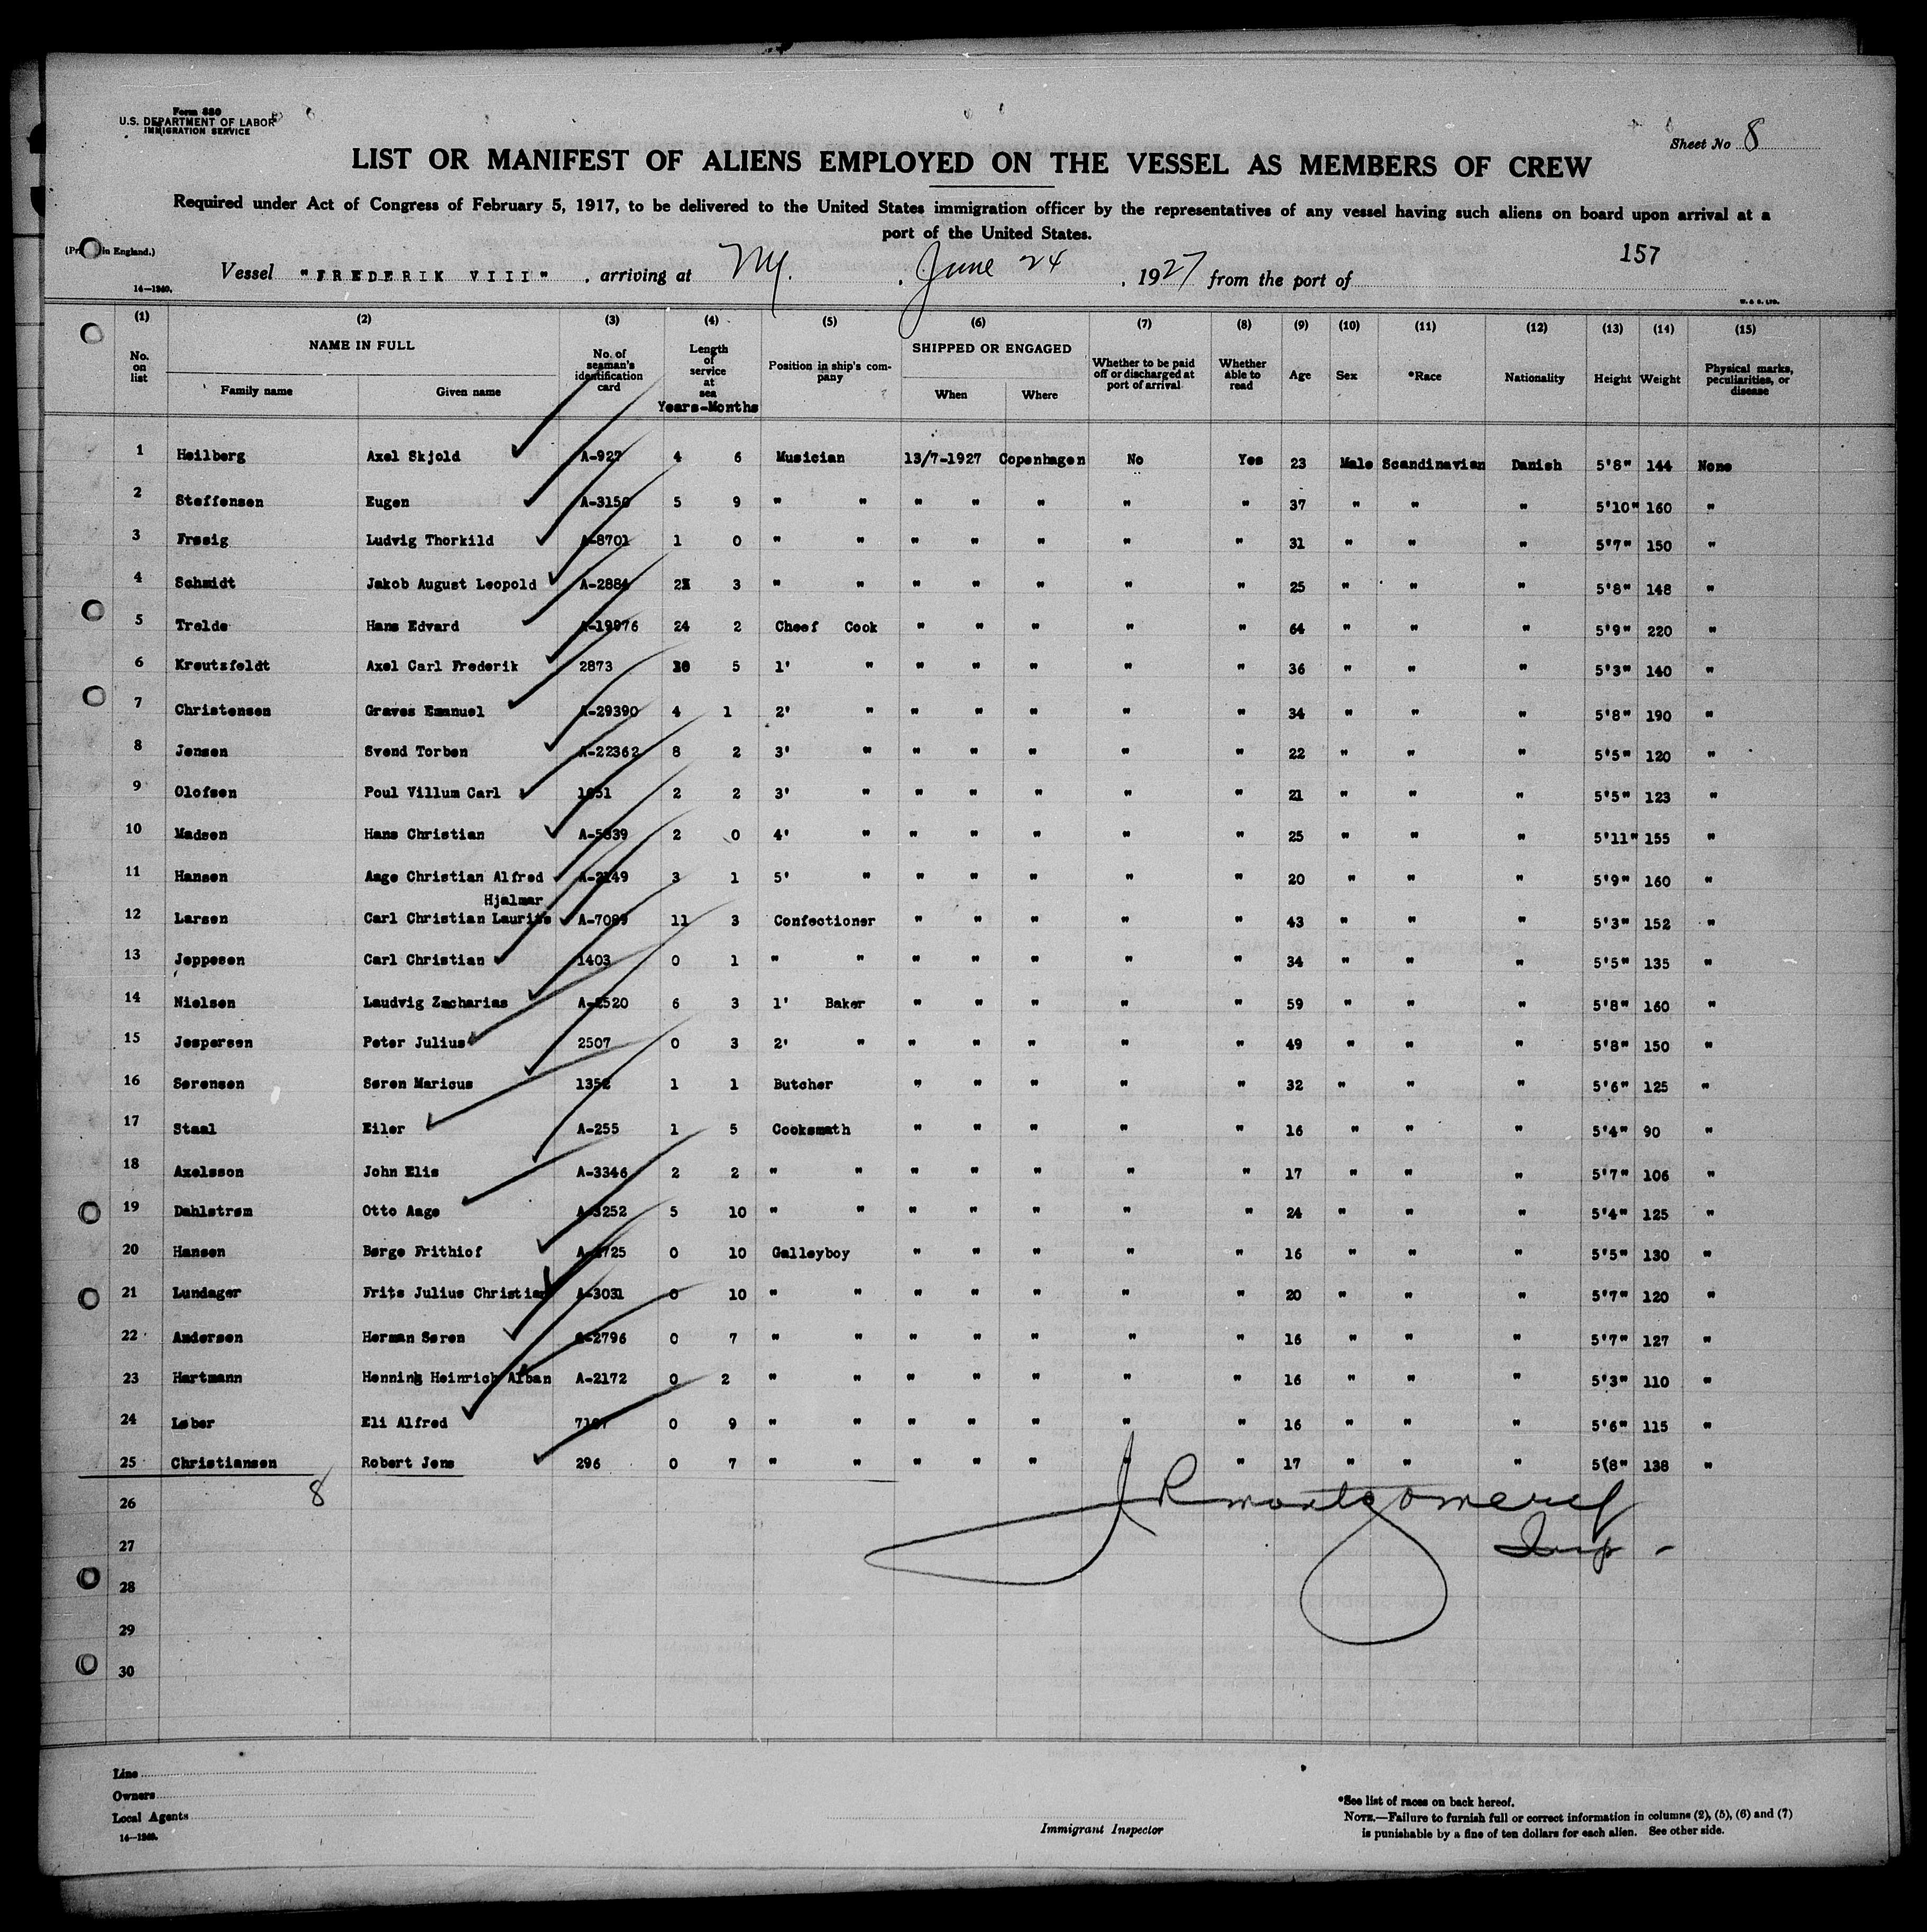 Form 680
U.S. DEPARTMENT OF LABOR
IMMIGRATION SERVICE
Sheet No 8
LIST OR MANIFEST OF ALIENS EMPLOYED ON THE VESSEL AS MEMBERS OF CREW
Required under Act of Congress of February 5, 1917, to be delivered to the United States immigration officer by the representatives of any vessel having such aliens on board upon arrival at a
port of the United States.
in England.)
157
Vessel "FREDERIK VIII" , arriving at NY. , June 24 , 1927 from the port of
14—1240.
W. & S. LTD.
(1) (2) (3) (4) (5) (6) (7) (8) (9) (10) (11) (12) (13) (14) (15)
No. on list NAME IN FULL Family name Given name No. of seaman's identification card Length of service at sea Years-Months Position in ship's company SHIPPED OR ENGAGED When Where Whether to be paid off or discharged at port of arrival Whether able to read Age Sex *Race Nationality Height Weight Physical marks, peculiarities, or disease
1 Heilberg Axel Skjold A-927 4 6 Musician 13/7-1927 Copenhagen No Yes 23 Male Scandinavian Danish 5'8" 144 None
2 Steffensen Eugen A-3150 5 9 " " " " " " " 37 " " " 5'10" 160 "
3 Frøsig Ludvig Thorkild A-8701 1 0 " " " " " " " 31 " " " 5'7" 150 "
4 Schmidt Jakob August Leopold A-2884 2 3 " " " " " " " 25 " " " 5'8" 148 "
5 Trolde Hans Edvard A-19976 24 2 Cheef Cook " " " " " 64 " " " 5'9" 220 "
6 Kreutzfeldt Axel Carl Frederik 2873 10 5 1' " " " " " " 36 " " " 5'3" 140 "
7 Christensen Graves Emanuel A-29390 4 1 2' " " " " " " 34 " " " 5'8" 190 "
8 Jensen Svend Torben A-22362 8 2 3' " " " " " " 22 " " " 5'5" 120 "
9 Olofsen Poul Villum Carl 1651 2 2 3' " " " " " " 21 " " " 5'5" 123 "
10 Madsen Hans Christian A-5839 2 0 4' " " " " " " 25 " " " 5'11" 155 "
11 Hansen Aage Christian Alfred A-2149 3 1 5' " " " " " " 20 " " " 5'9" 160 "
Hjalmar
12 Larsen Carl Christian Laurits A-7089 11 3 Confectioner " " " " " 43 " " " 5'3" 152 "
13 Jeppesen Carl Christian 1403 0 1 " " " " " " " 34 " " " 5'5" 135 "
14 Nielsen Laudvig Zacharias A-2520 6 3 1' Baker " " " " " 59 " " " 5'8" 160 "
15 Jespersen Peter Julius 2507 0 3 2' " " " " " " 49 " " " 5'8" 150 "
16 Sørensen Søren Marious 1352 1 1 Butcher " " " " " 32 " " " 5'6" 125 "
17 Staal Eiler A-255 1 5 Cooksmath " " " " " 16 " " " 5'4" 90 "
18 Axelsson John Elis A-3346 2 2 " " " " " " " 17 " " " 5'7" 106 "
19 Dahlstrøm Otto Aage A-3252 5 10 " " " " " " " 24 " " " 5'4" 125 "
20 Hansen Børge Frithiof 0 10 Galleyboy " " " " " 16 " " " 5'5" 130 "
21 Lundager Frits Julius Christian A-3031 0 10 " " " " " " " 20 " " " 5'7" 120 "
22 Andersen Herman Søren 0 7 " " " " " " " 16 " " " 5'7" 127 "
23 Hartmann Henning Heinrich Alban A-2172 0 2 " " " " " " " 16 " " " 5'3" 110 "
24 Løber Eli Alfred 0 9 " " " " " " " 16 " " " 5'6" 115 "
25 Christiansen Robert Jens 296 0 7 " " " " " " " 17 " " " 5(8" 138 "
26 8 J R Montgomery
27 Insp -
28
29
30
Line
Owners
Local Agents
14—1240.
Immigrant Inspector
*See list of races on back hereof.
NOTE.—Failure to furnish full or correct information in columns (2), (5), (6) and (7)
is punishable by a fine of ten dollars for each alien. See other side.